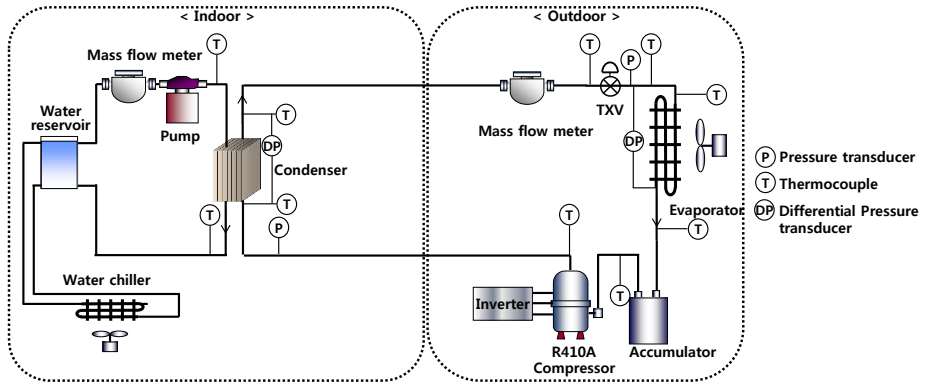 < Indoor >
< Outdoor >
Mass flow meter
T
T
P
T
T
TXV
Water
reservoir
Pump
Mass flow meter
T
DP
Condenser
DP
P Pressure transducer
T Thermocouple
DP Differential Pressure
transducer
T
T
P
T
Evaporator
T
Water chiller
Inverter
T
R410A
Compressor
Accumulator